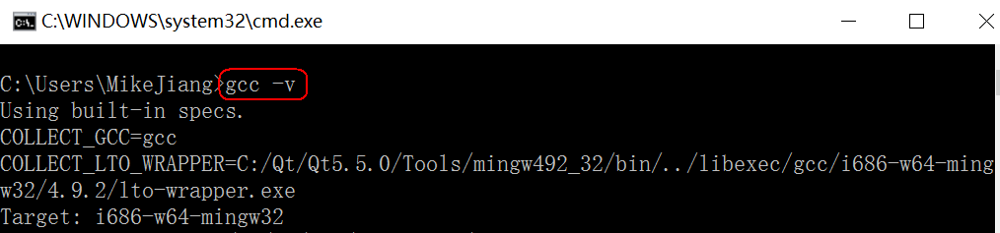 C:\WINDOWS\system32\cmd.exe
C:\Users\MikeJiang>gcc -v
Using built-in specs.
COLLECT_GCC=gcc
COLLECT_LTO_WRAPPER=C:/Qt/Qt5.5.0/Tools/mingw492_32/bin/../libexec/gcc/i686-w64-ming
w32/4.9.2/lto-wrapper.exe
Target: i686-w64-mingw32